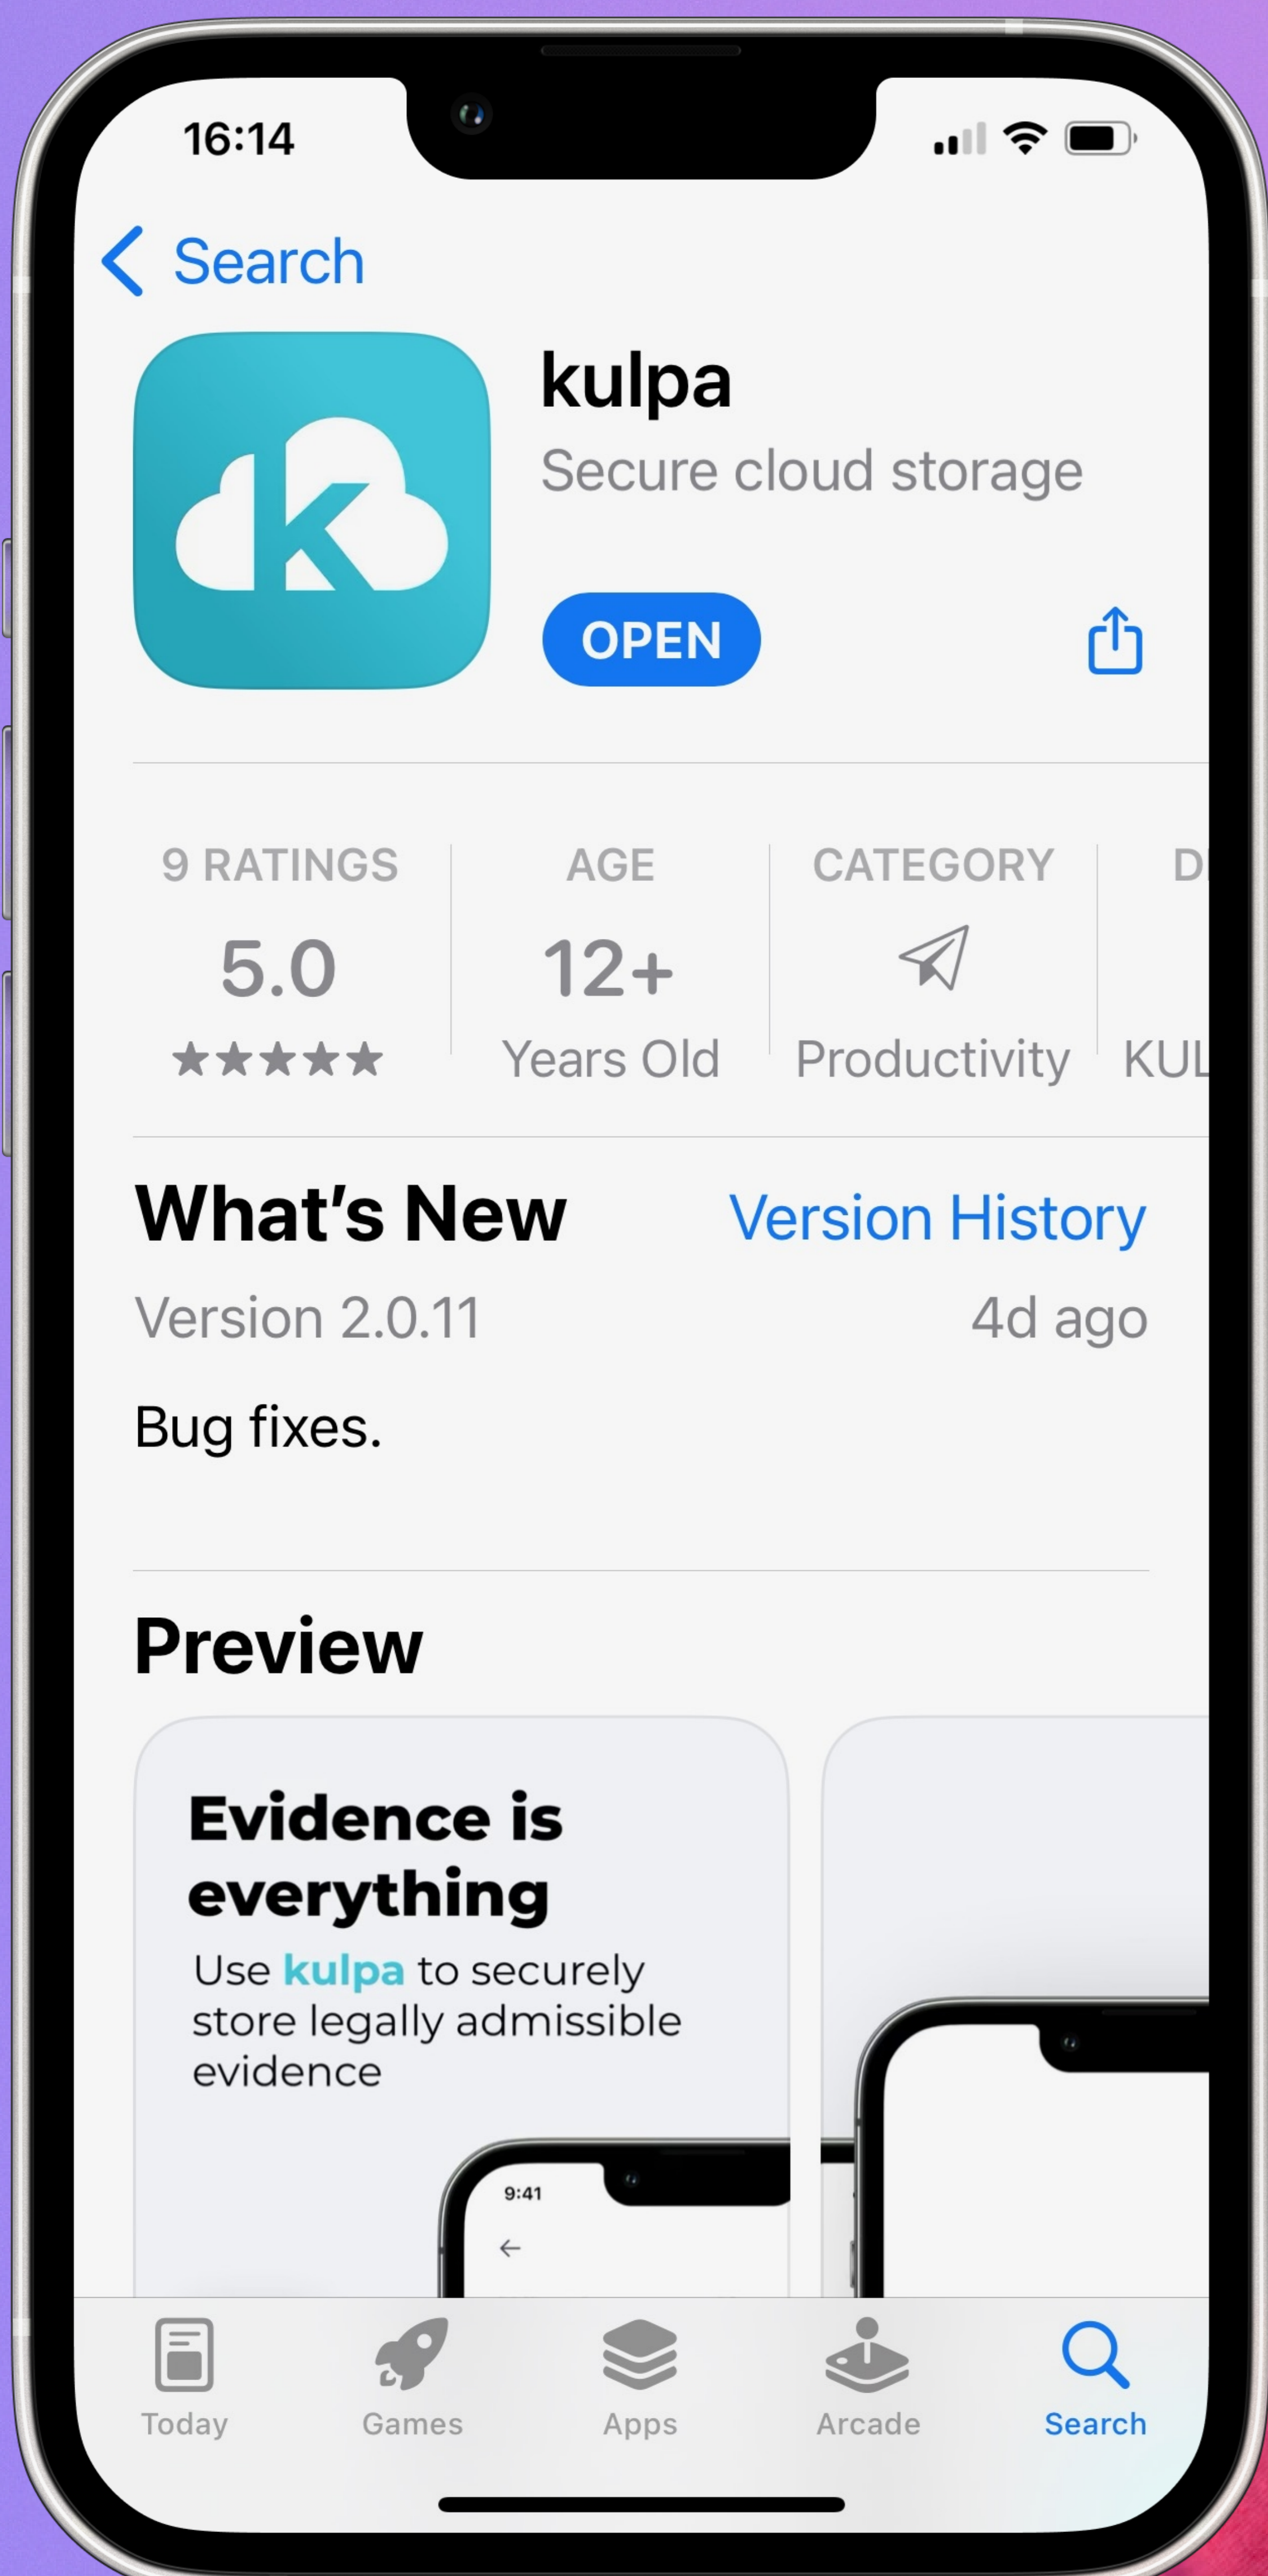 16:14
Search
kulpa
Secure cloud storage
OPEN
9 RATINGS
5.0
AGE
12+
Years Old
CATEGORY
Productivity
D
KUL
What's New
Version History
Version 2.0.11
4d ago
Bug fixes.
Preview
Evidence is
everything
Use kulpa to securely
store legally admissible
evidence
9:41
Today
Games
Apps
Arcade
Search